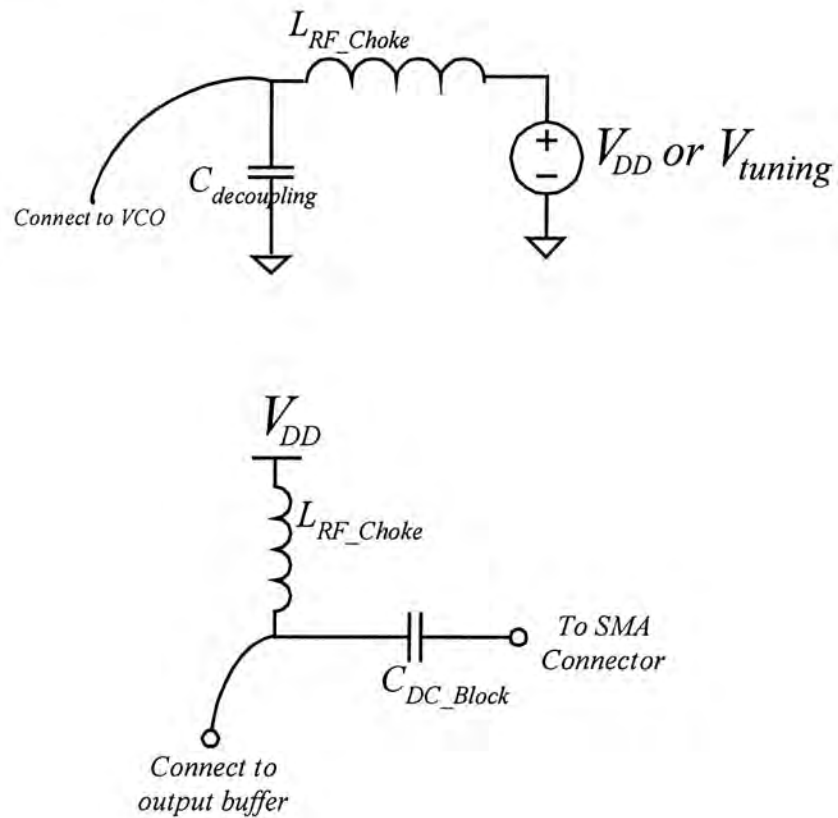 L_RF_Choke
+
−
V_DD or V_tuning
C_decoupling
Connect to VCO
V_DD
L_RF_Choke
To SMA
Connector
C_DC_Block
Connect to
output buffer